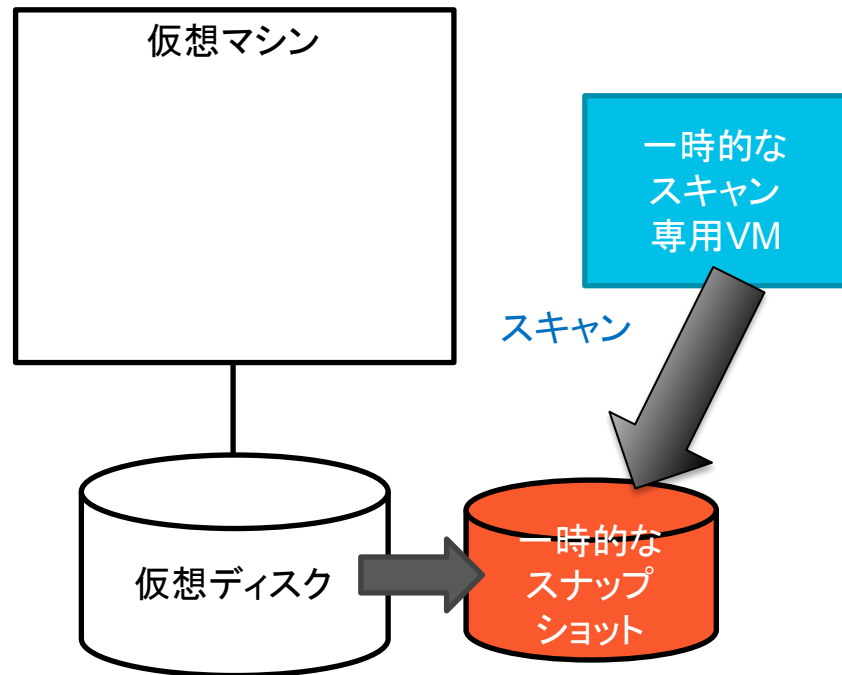 仮想マシン
一時的な
スキャン
専用VM
スキャン
仮想ディスク
一時的な
スナップ
ショット